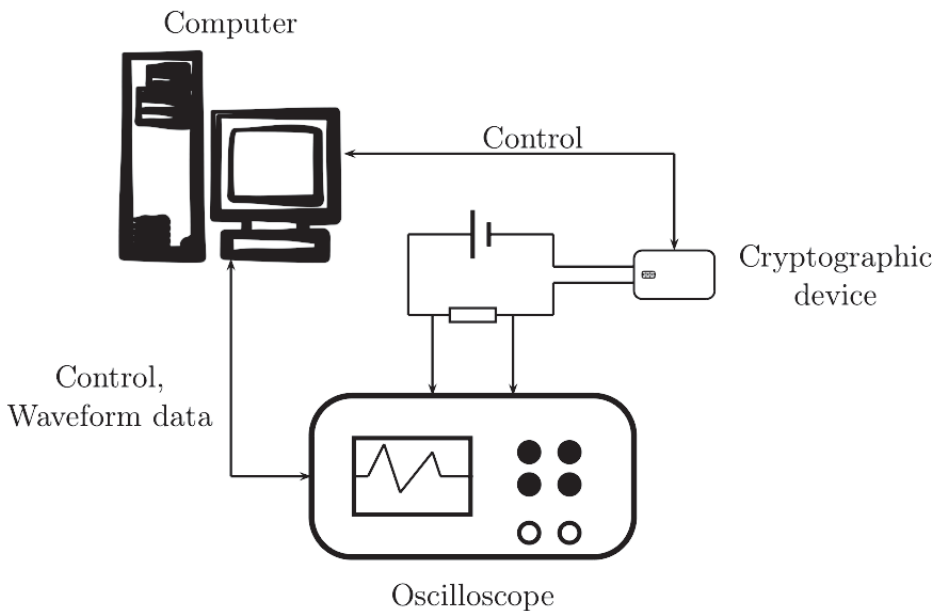 Computer
Control
Cryptographic
device
Control,
Waveform data
Oscilloscope